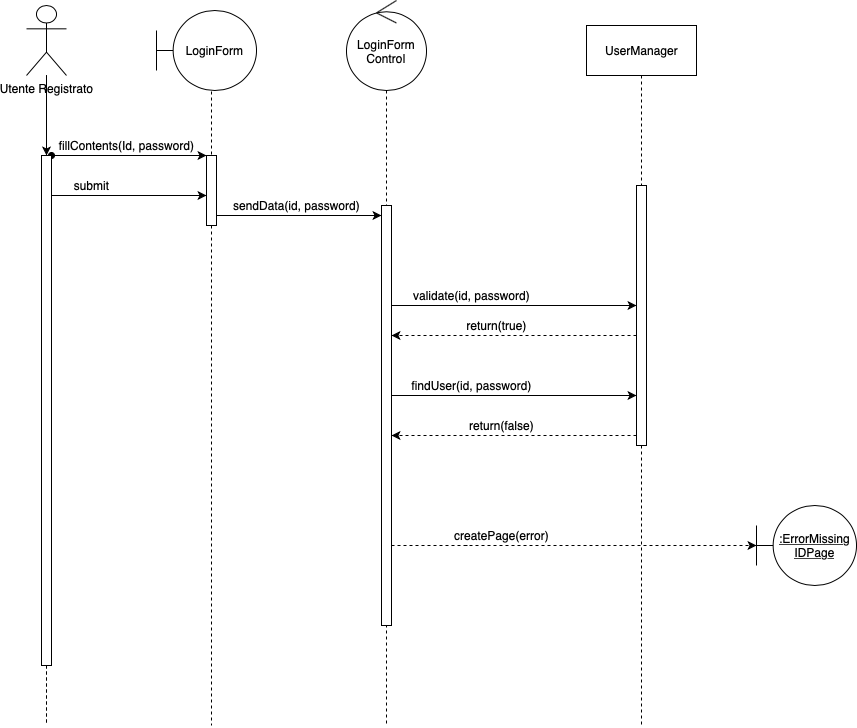 LoginForm
LoginForm
Control
UserManager
Utente Registrato
fillContents(Id, password)
submit
sendData(id, password)
validate(id, password)
return(true)
findUser(id, password)
return(false)
createPage(error)
:ErrorMissing
IDPage